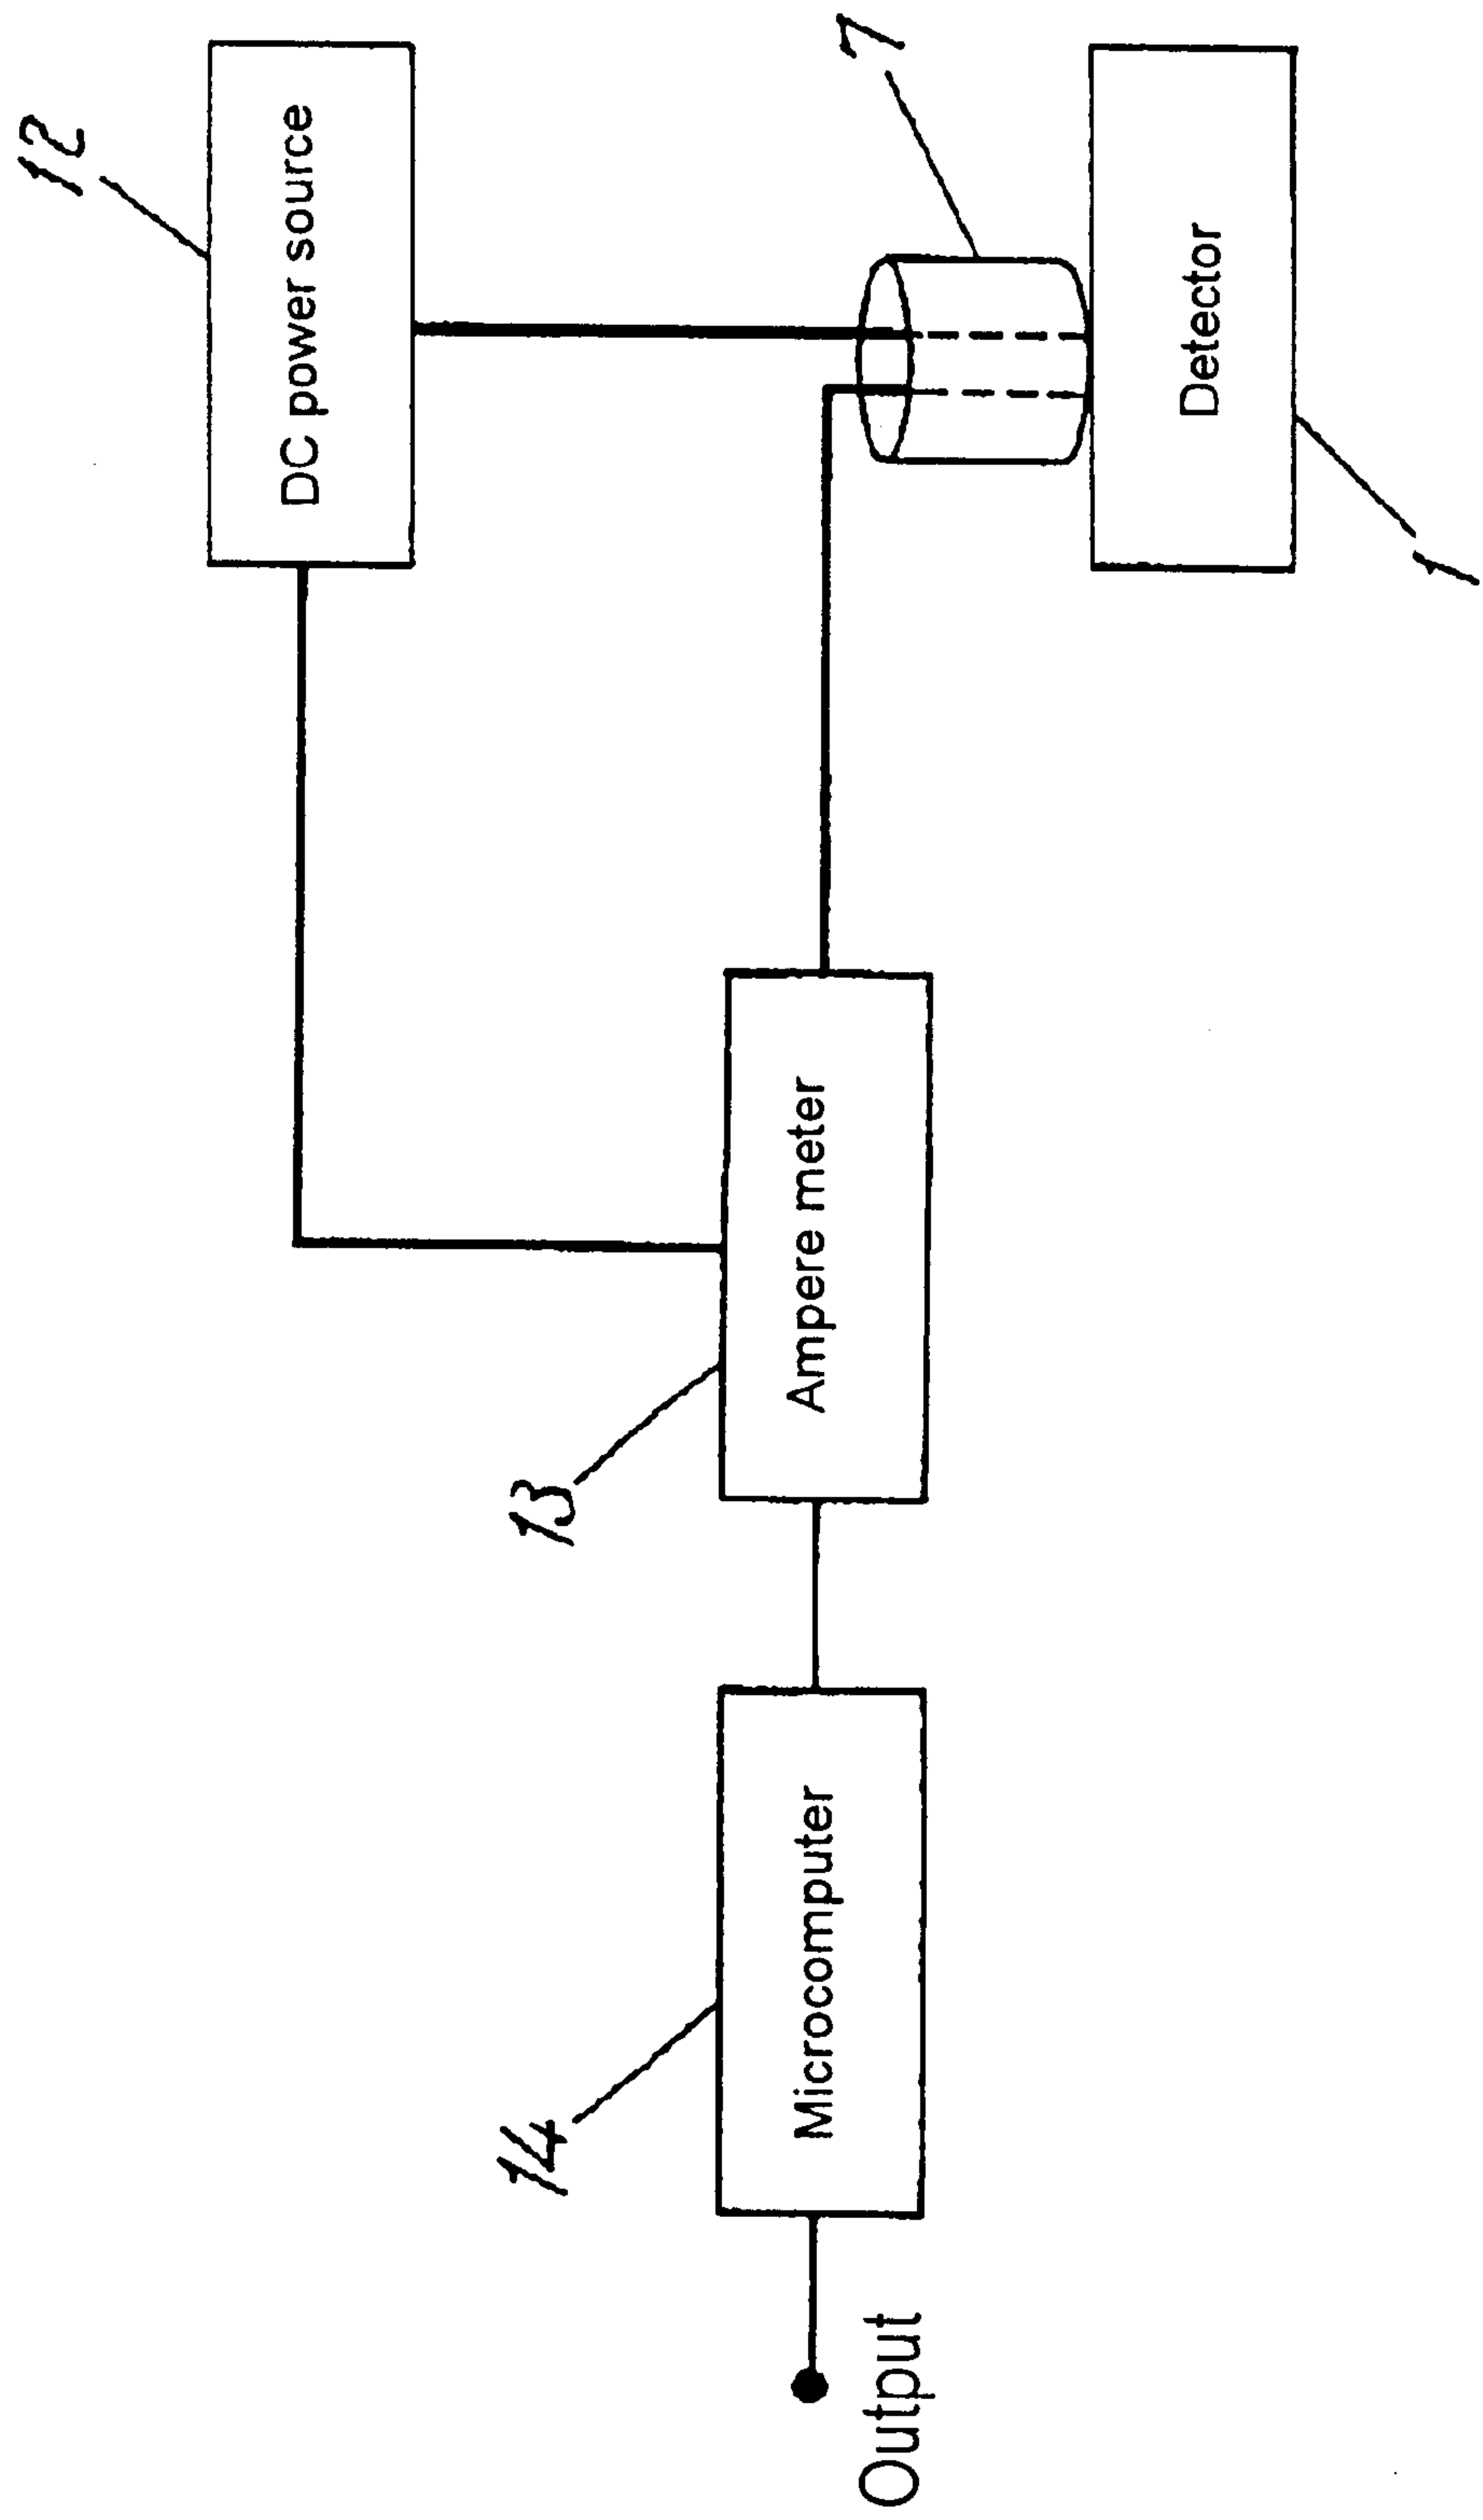 12
DC power source
14
13
Microcomputer
Ampere meter
7
Output
Detector
1